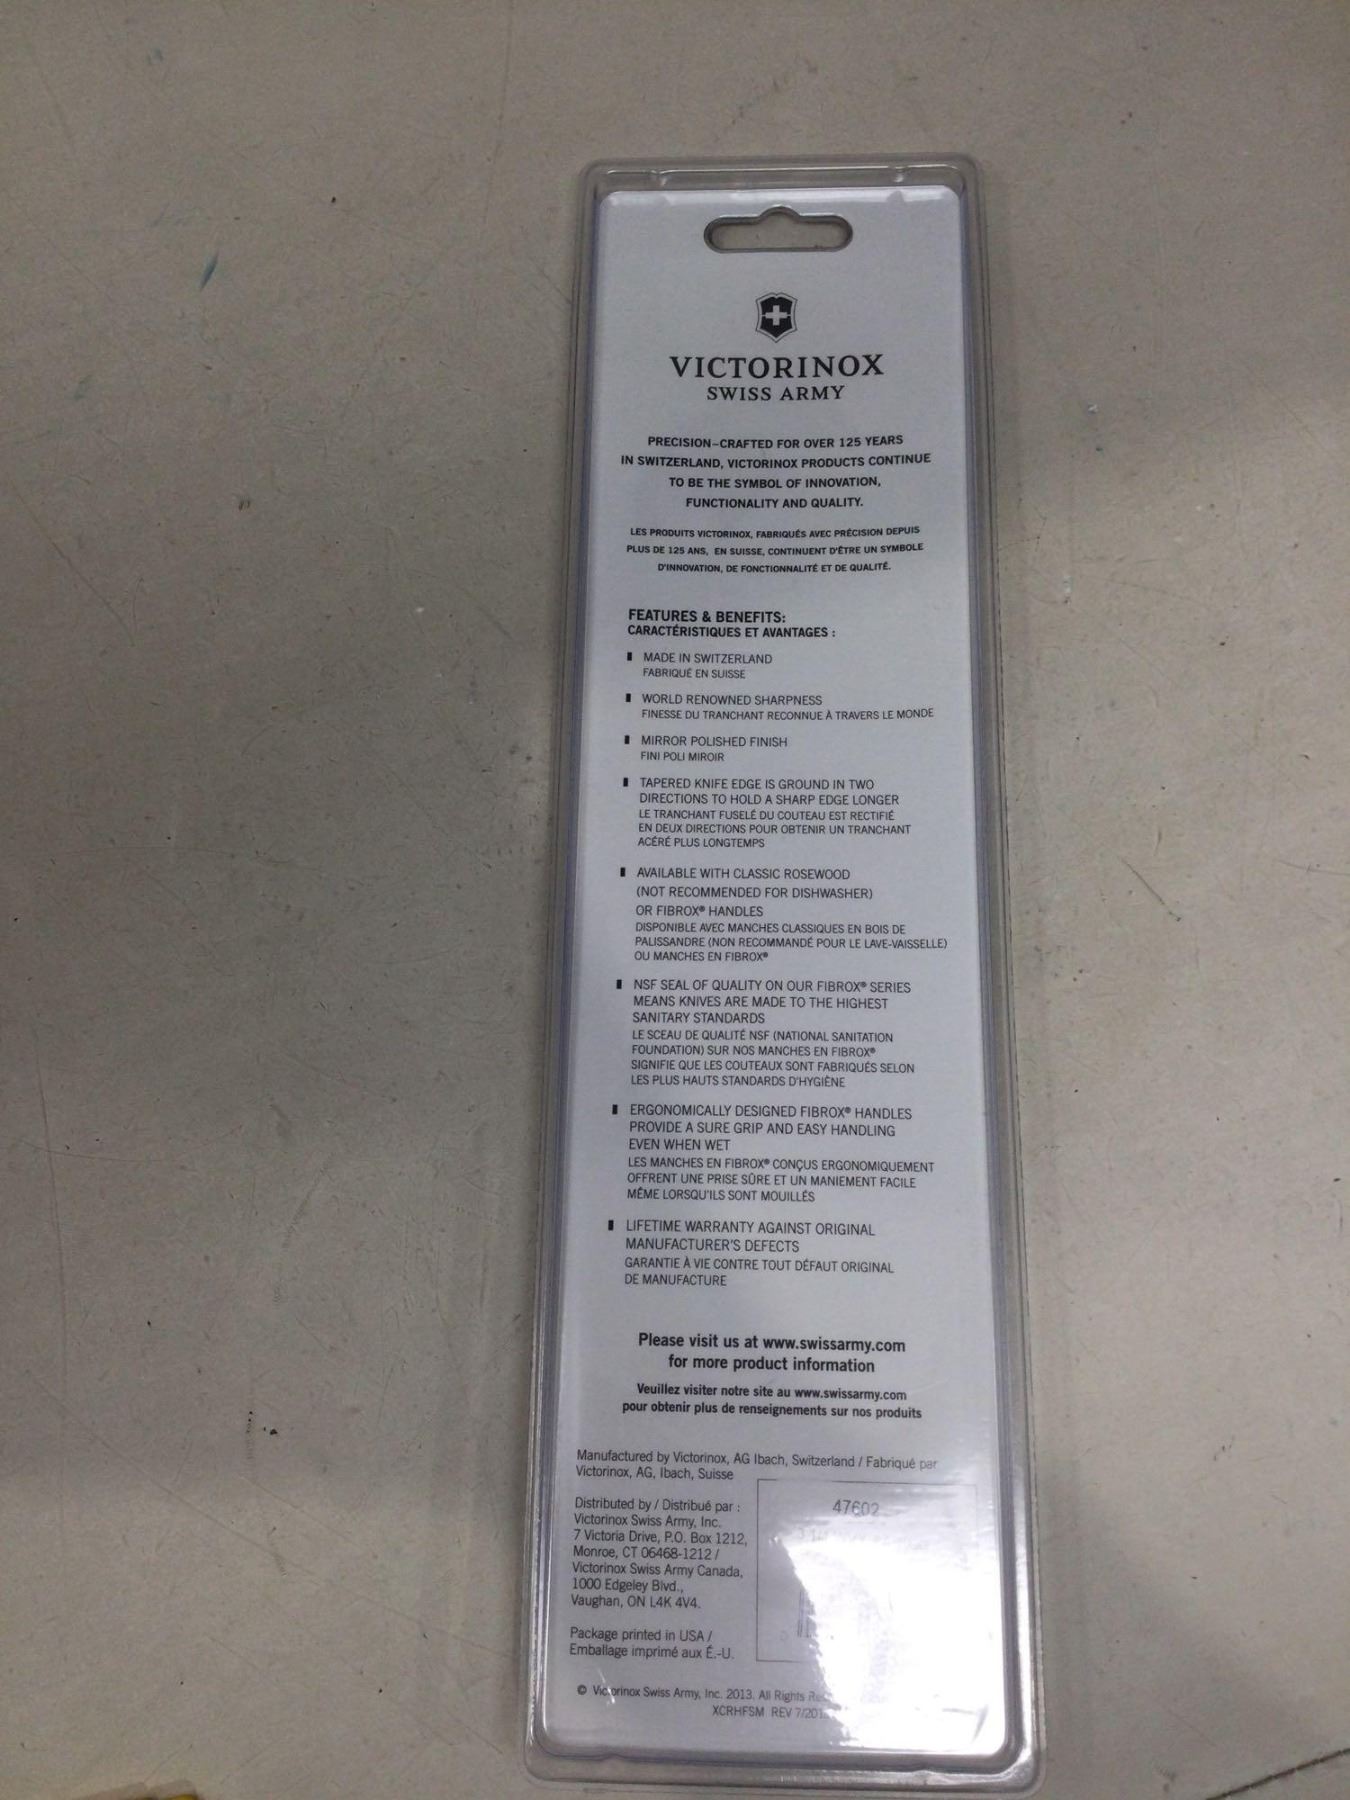 VICTORINOX
SWISS ARMY
PRECISION-CRAFTED FOR OVER 125 YEARS
IN SWITZERLAND, VICTORINOX PRODUCTS CONTINUE
TO BE THE SYMBOL OF INNOVATION,
FUNCTIONALITY AND QUALITY.
LES PRODUITS VICTORINOX, FABRIQUÉS AVEC PRÉCISION DEPUIS
PLUS DE 125 ANS, EN SUISSE, CONTINUENT D'ÊTRE UN SYMBOLE
D'INNOVATION, DE FONCTIONNALITÉ ET DE QUALITÉ.
FEATURES & BENEFITS:
CARACTÉRISTIQUES ET AVANTAGES :
MADE IN SWITZERLAND
FABRIQUÉ EN SUISSE
WORLD RENOWNED SHARPNESS
FINESSE DU TRANCHANT RECONNUE À TRAVERS LE MONDE
MIRROR POLISHED FINISH
FINI POLI MIROIR
TAPERED KNIFE EDGE IS GROUND IN TWO
DIRECTIONS TO HOLD A SHARP EDGE LONGER
LE TRANCHANT FUSELÉ DU COUTEAU EST RECTIFIÉ
EN DEUX DIRECTIONS POUR OBTENIR UN TRANCHANT
ACÉRÉ PLUS LONGTEMPS
AVAILABLE WITH CLASSIC ROSEWOOD
(NOT RECOMMENDED FOR DISHWASHER)
OR FIBROX® HANDLES
DISPONIBLE AVEC MANCHES CLASSIQUES EN BOIS DE
PALISSANDRE (NON RECOMMANDÉ POUR LE LAVE-VAISSELLE)
OU MANCHES EN FIBROX®
NSF SEAL OF QUALITY ON OUR FIBROX® SERIES
MEANS KNIVES ARE MADE TO THE HIGHEST
SANITARY STANDARDS
LE SCEAU DE QUALITÉ NSF (NATIONAL SANITATION
FOUNDATION) SUR NOS MANCHES EN FIBROX®
SIGNIFIE QUE LES COUTEAUX SONT FABRIQUÉS SELON
LES PLUS HAUTS STANDARDS D'HYGIÈNE
ERGONOMICALLY DESIGNED FIBROX® HANDLES
PROVIDE A SURE GRIP AND EASY HANDLING
EVEN WHEN WET
LES MANCHES EN FIBROX® CONÇUS ERGONOMIQUEMENT
OFFRENT UNE PRISE SÛRE ET UN MANIEMENT FACILE
MÊME LORSQU'ILS SONT MOUILLÉS
LIFETIME WARRANTY AGAINST ORIGINAL
MANUFACTURER'S DEFECTS
GARANTIE À VIE CONTRE TOUT DÉFAUT ORIGINAL
DE MANUFACTURE
Please visit us at www.swissarmy.com
for more product information
Veuillez visiter notre site au www.swissarmy.com
pour obtenir plus de renseignements sur nos produits
Manufactured by Victorinox, AG Ibach, Switzerland / Fabriqué par
Victorinox, AG, Ibach, Suisse
Distributed by / Distribué par :
Victorinox Swiss Army, Inc.
7 Victoria Drive, P.O. Box 1212,
Monroe, CT 06468-1212 /
Victorinox Swiss Army Canada,
1000 Edgeley Blvd.,
Vaughan, ON L4K 4V4.
Package printed in USA /
Emballage imprimé aux É.-U.
47602
© Victorinox Swiss Army, Inc. 2013. All Rights
XCRHFSM REV